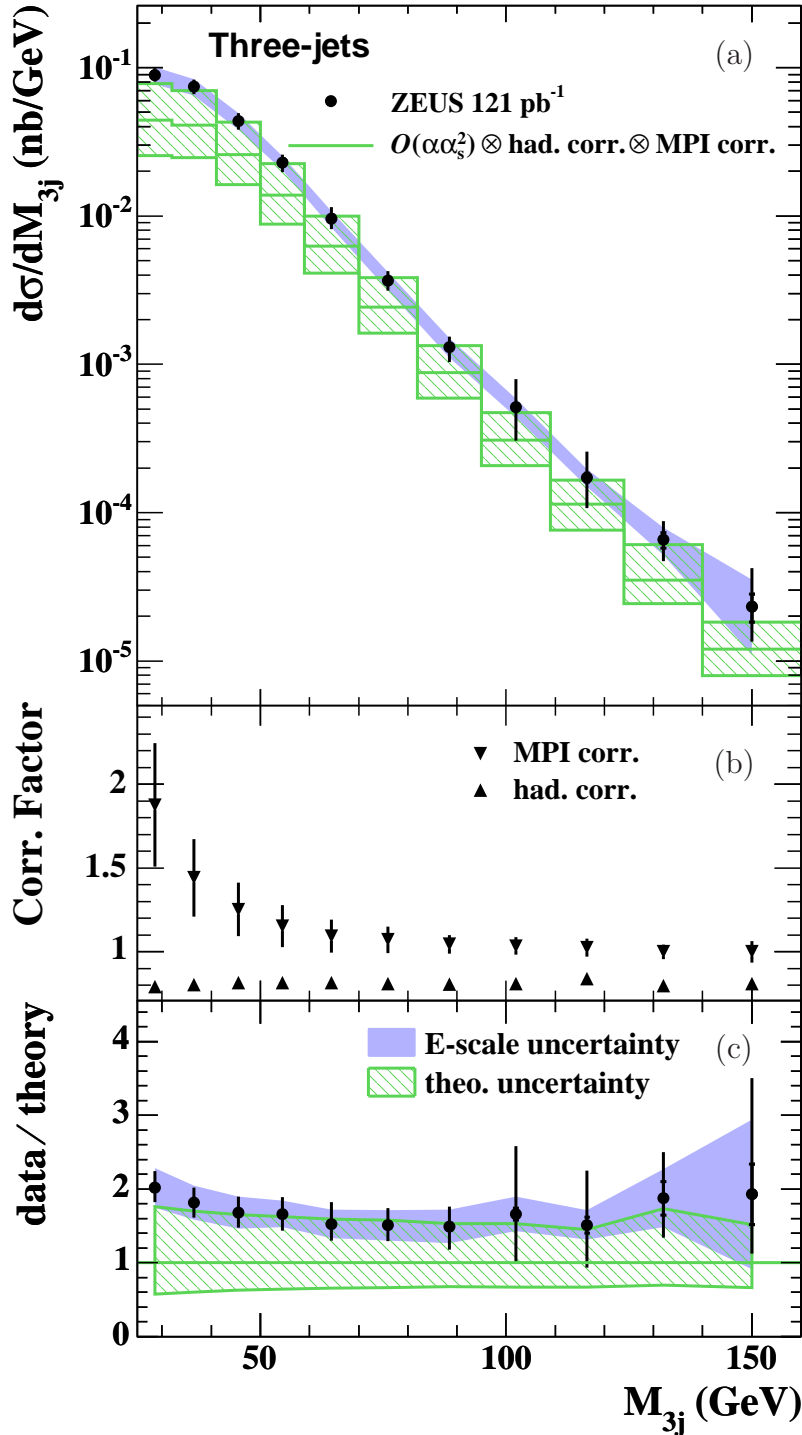 Three-jets
(a)
ZEUS 121 pb⁻¹
O(αα²ₛ) ⊗ had. corr. ⊗ MPI corr.
dσ/dM₃ⱼ (nb/GeV)
10⁻¹
10⁻²
10⁻³
10⁻⁴
10⁻⁵
MPI corr.
had. corr.
(b)
Corr. Factor
2
1.5
1
E-scale uncertainty
theo. uncertainty
(c)
data/ theory
4
3
2
1
0
50
100
150
M₃ⱼ (GeV)